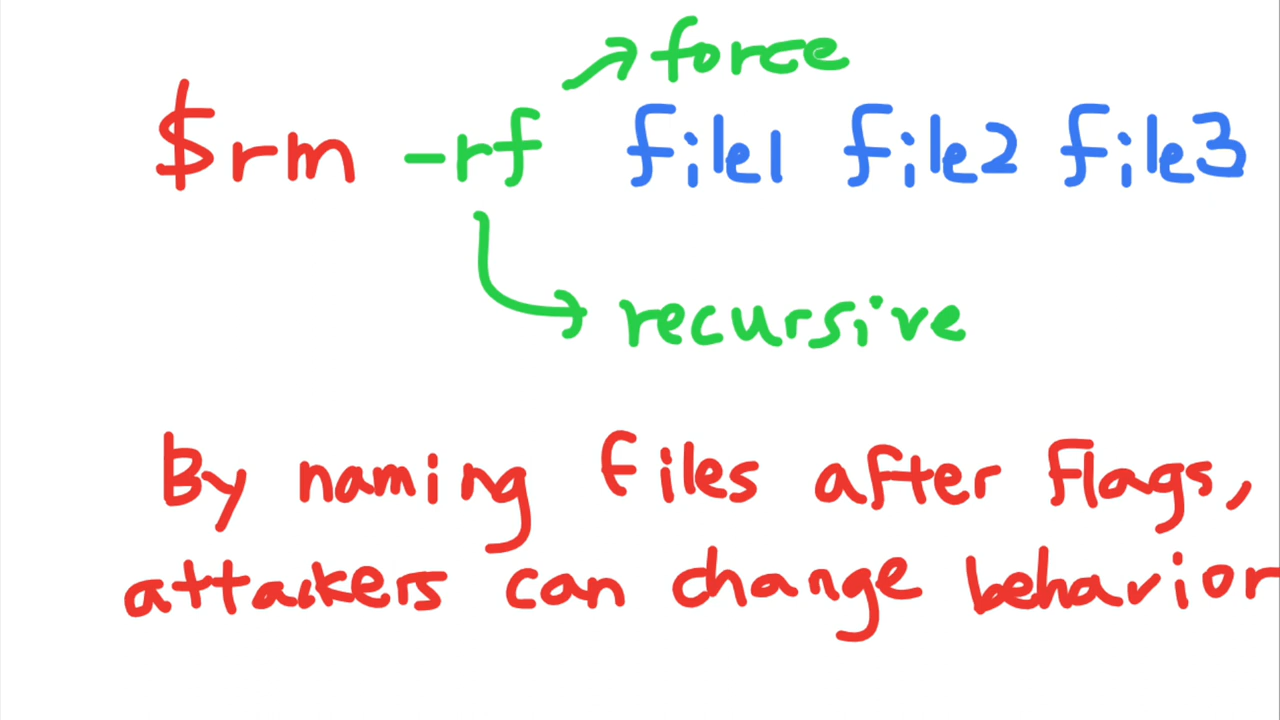 force
$rm -rf file1 file2 file3
recursive
By naming files after flags,
attackers can change behavior